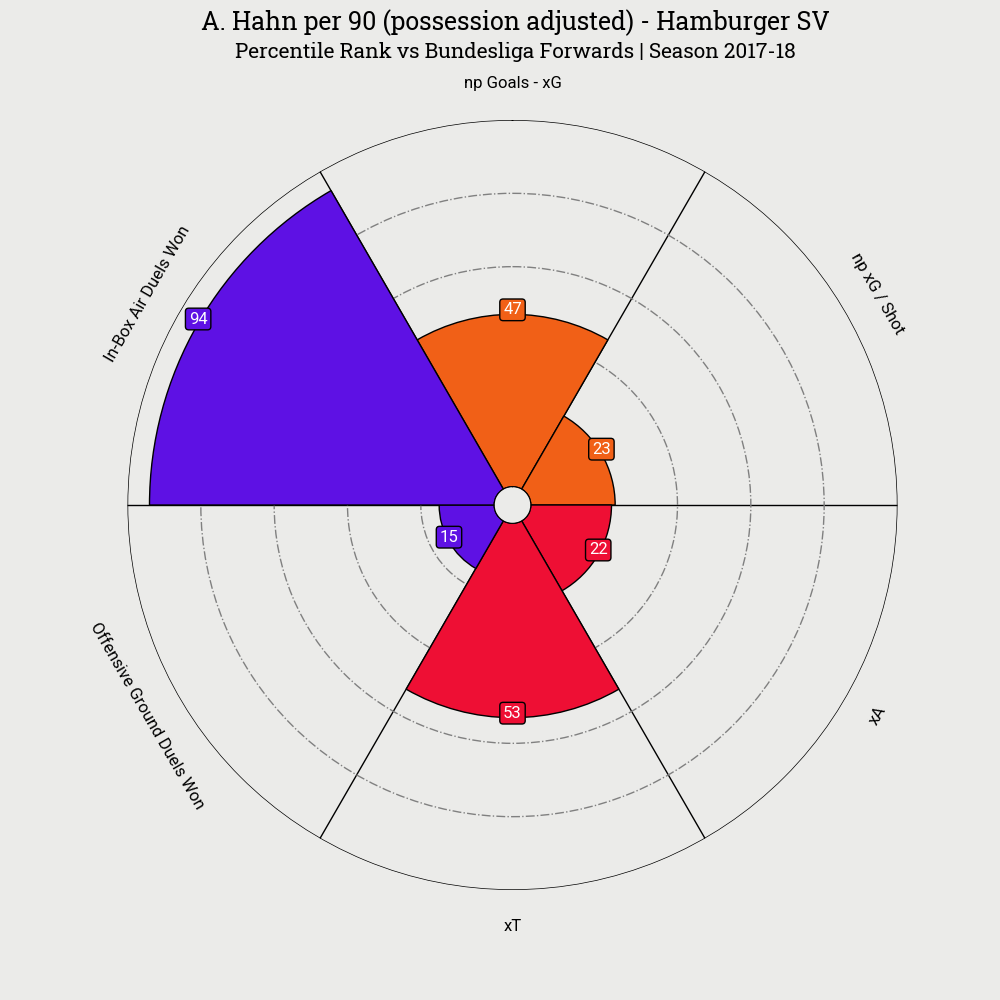 A. Hahn per 90 (possession adjusted) - Hamburger SV
Percentile Rank vs Bundesliga Forwards | Season 2017-18
np Goals - xG
In-Box Air Duels Won
np xG / Shot
94
47
23
15
22
53
Offensive Ground Duels Won
xA
xT